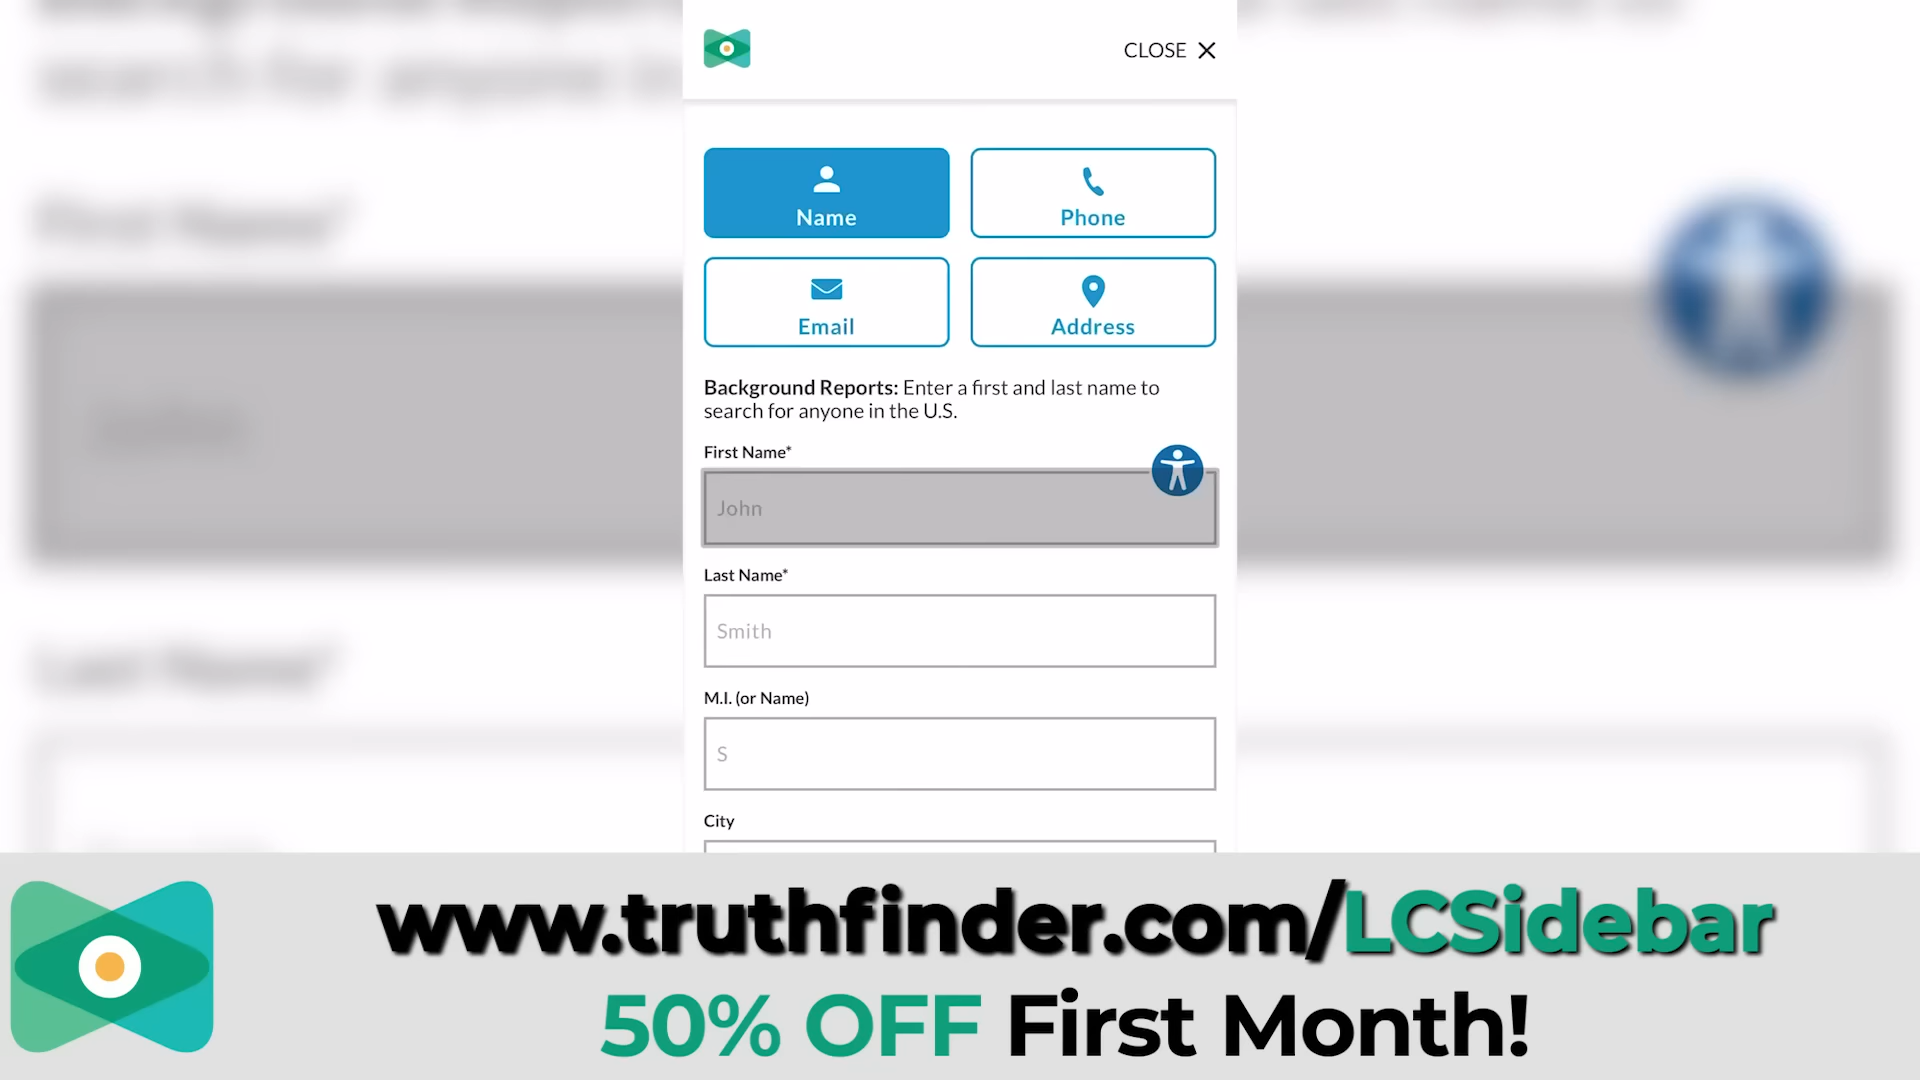 CLOSE
Name
Phone
Email
Address
Background Reports: Enter a first and last name to
search for anyone in the U.S.
First Name*
John
Last Name*
Smith
M.I. (or Name)
S
City
www.truthfinder.com/LCSidebar
50% OFF First Month!